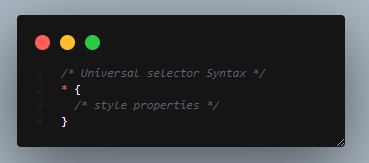 1 /* Universal selector Syntax */
2 * {
3 /* style properties */
4 }